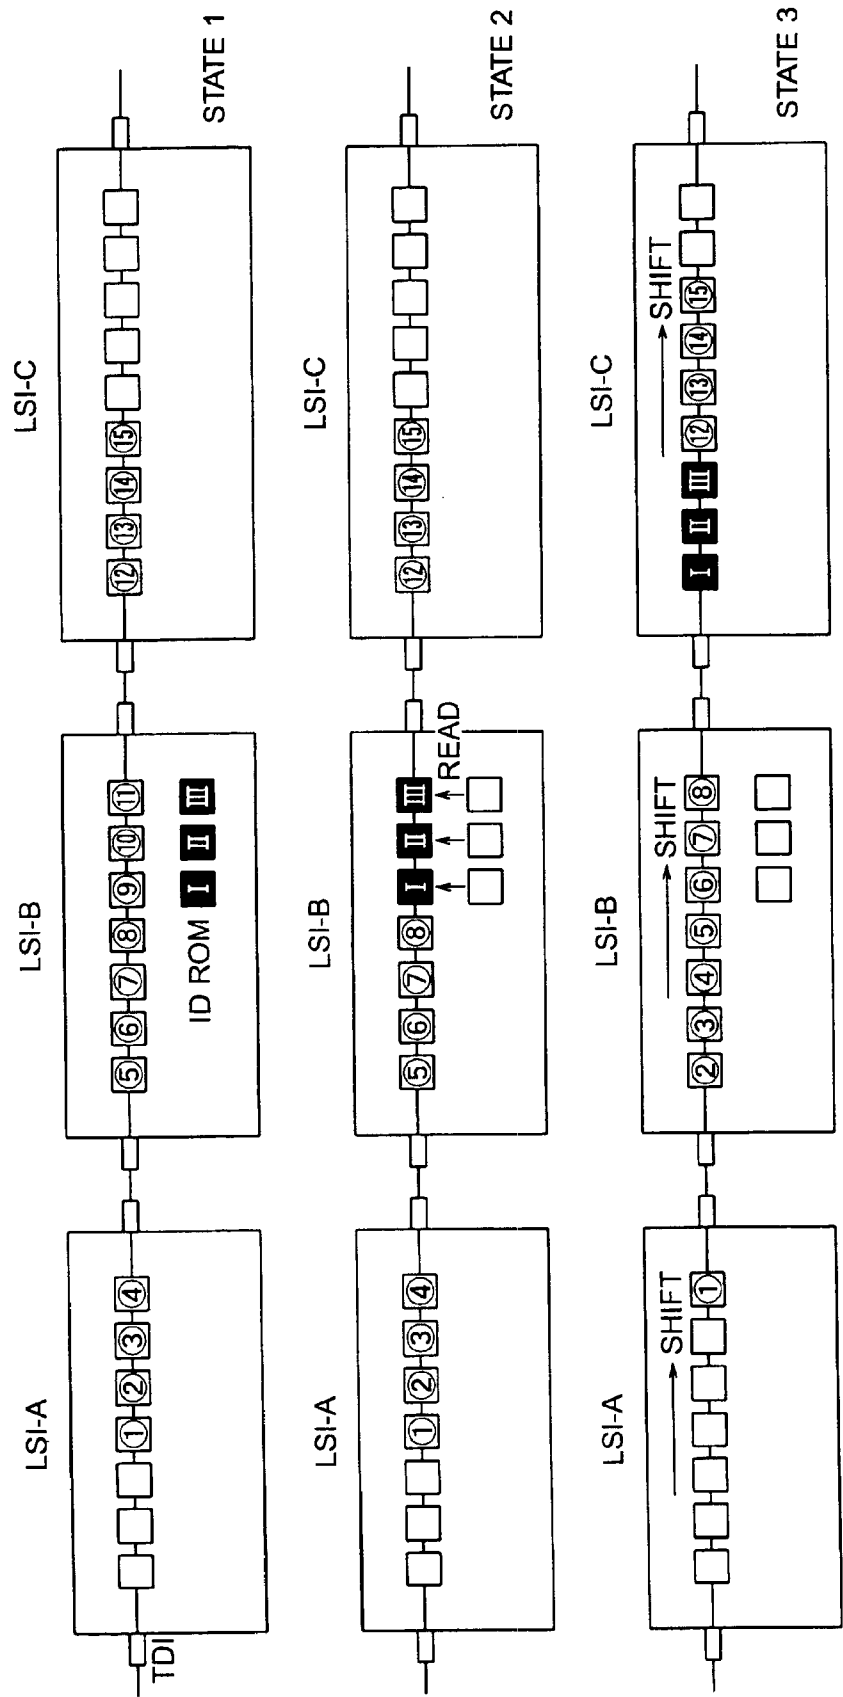 LSI-A LSI-B LSI-C
① ② ③ ④ ⑤ ⑥ ⑦ ⑧ ⑨ ⑩ ⑪ ⑫ ⑬ ⑭ ⑮
TDI ID ROM I II III
STATE 1
LSI-A LSI-B LSI-C
① ② ③ ④ ⑤ ⑥ ⑦ ⑧ I II III ⑫ ⑬ ⑭ ⑮
READ
STATE 2
LSI-A LSI-B LSI-C
SHIFT SHIFT SHIFT
① ② ③ ④ ⑤ ⑥ ⑦ ⑧ I II III ⑫ ⑬ ⑭ ⑮
STATE 3